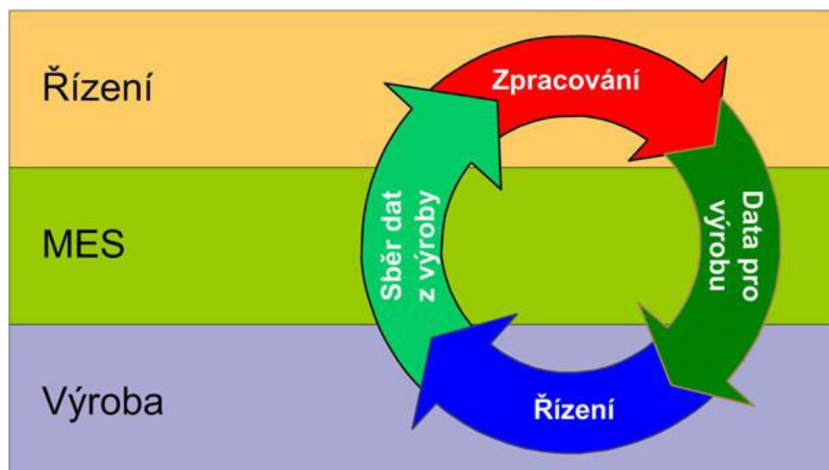 Řízení
Zpracování
MES
Sběr dat
z výroby
Data pro
výrobu
Výroba
Řízení